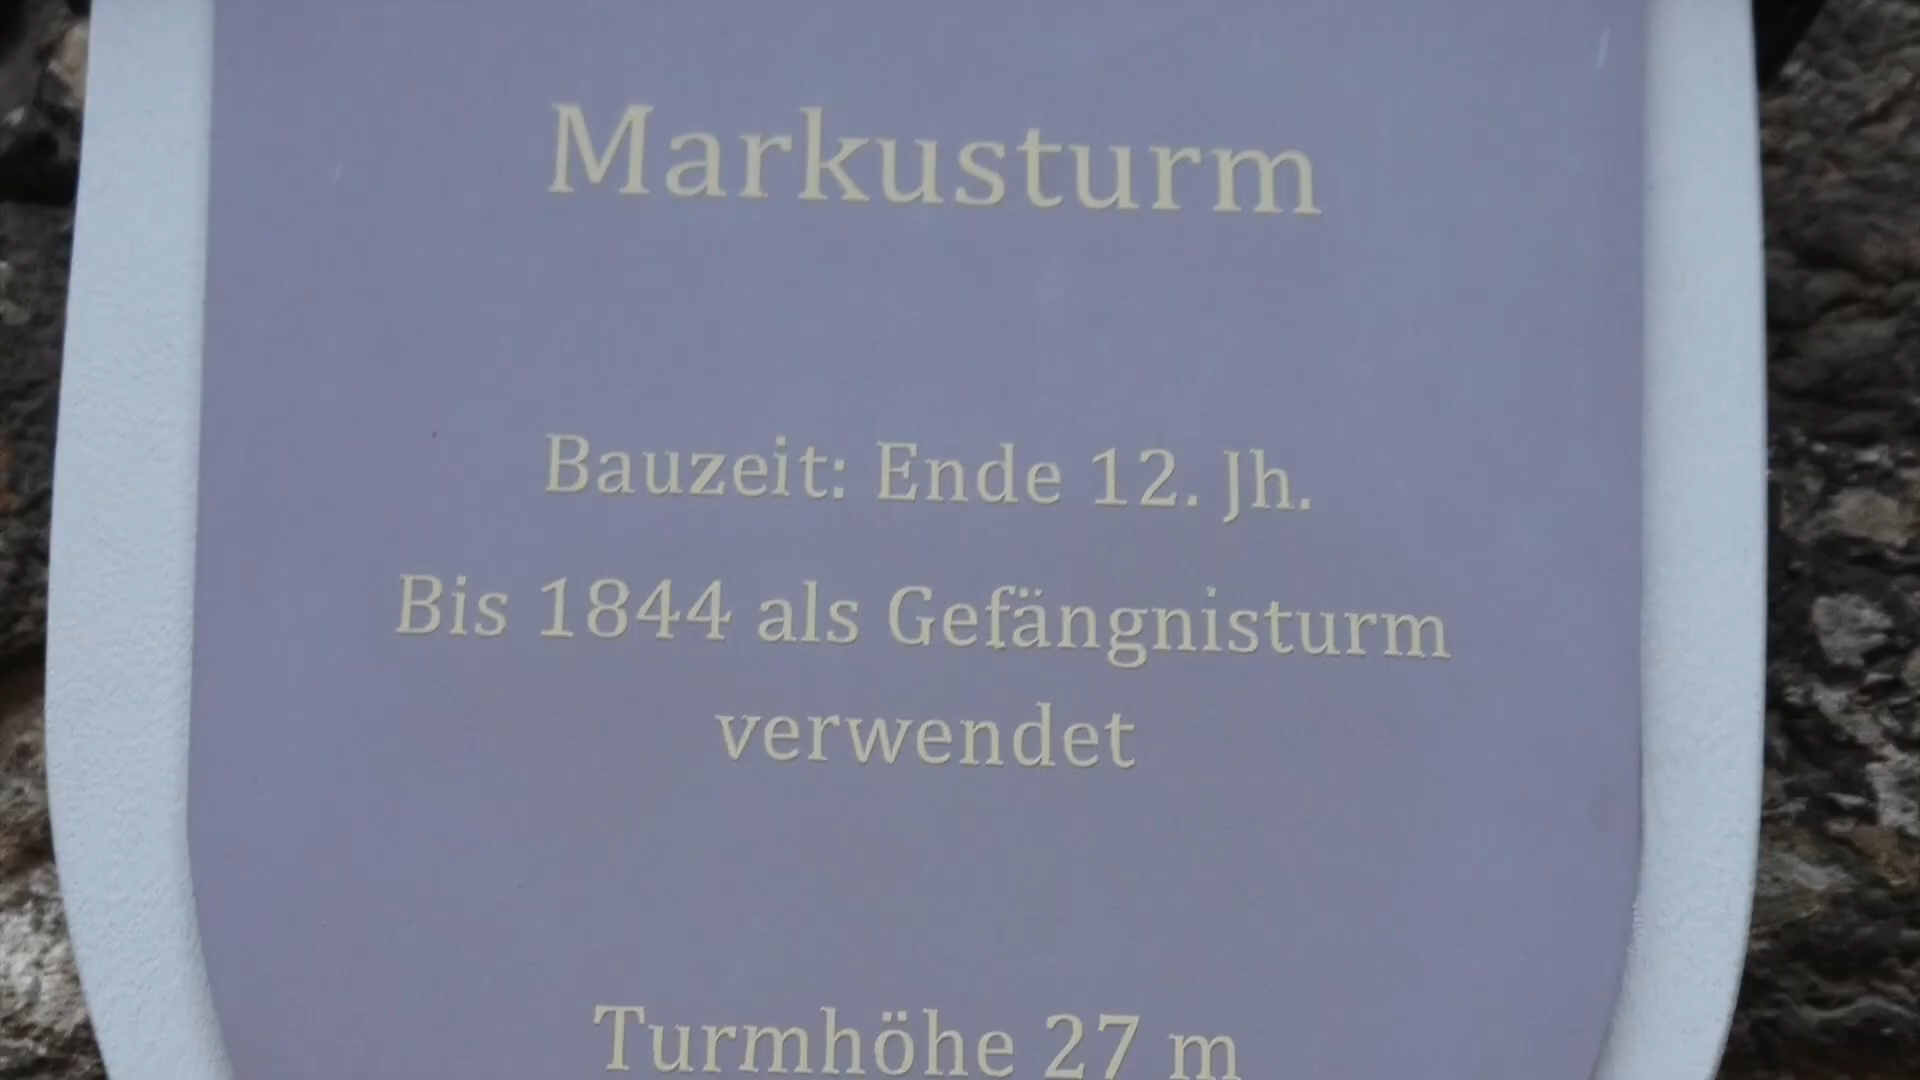 Markusturm
Bauzeit: Ende 12. Jh.
Bis 1844 als Gefängnisturm
verwendet
Turmhöhe 27 m